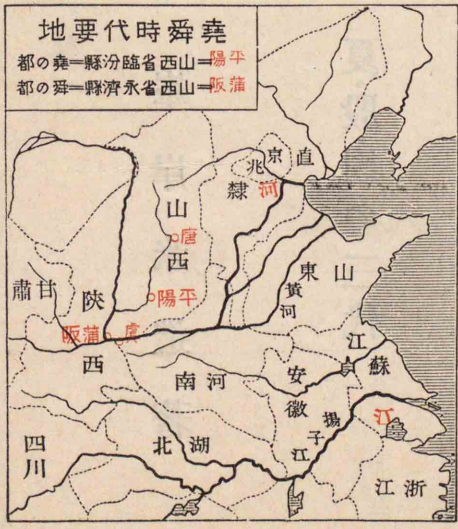 堯舜時代要地
平陽＝山西省臨汾縣＝堯の都
蒲阪＝山西省永濟縣＝舜の都
京兆
直隸
河
山西
唐
平陽
山東
黃河
甘肅
陝西
虞
蒲阪
江蘇
安徽
河南
湖北
揚子江
江
四川
浙江